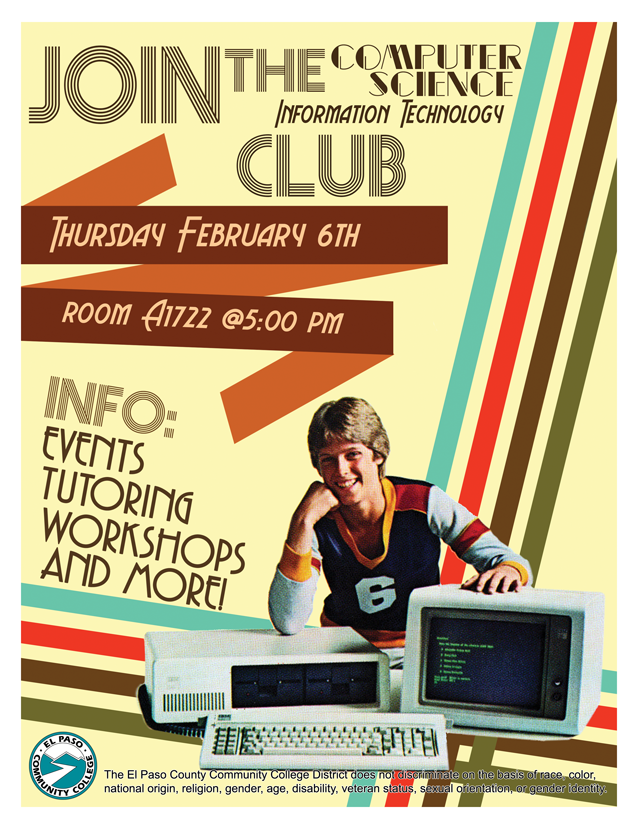 JOIN THE COMPUTER
SCIENCE
INFORMATION TECHNOLOGY
CLUB
THURSDAY FEBRUARY 6TH
ROOM A1722 @5:00 PM
INFO:
EVENTS
TUTORING
WORKSHOPS
AND MORE!
6
EL PASO
COMMUNITY COLLEGE
The El Paso County Community College District does not discriminate on the basis of race, color,
national origin, religion, gender, age, disability, veteran status, sexual orientation, or gender identity.